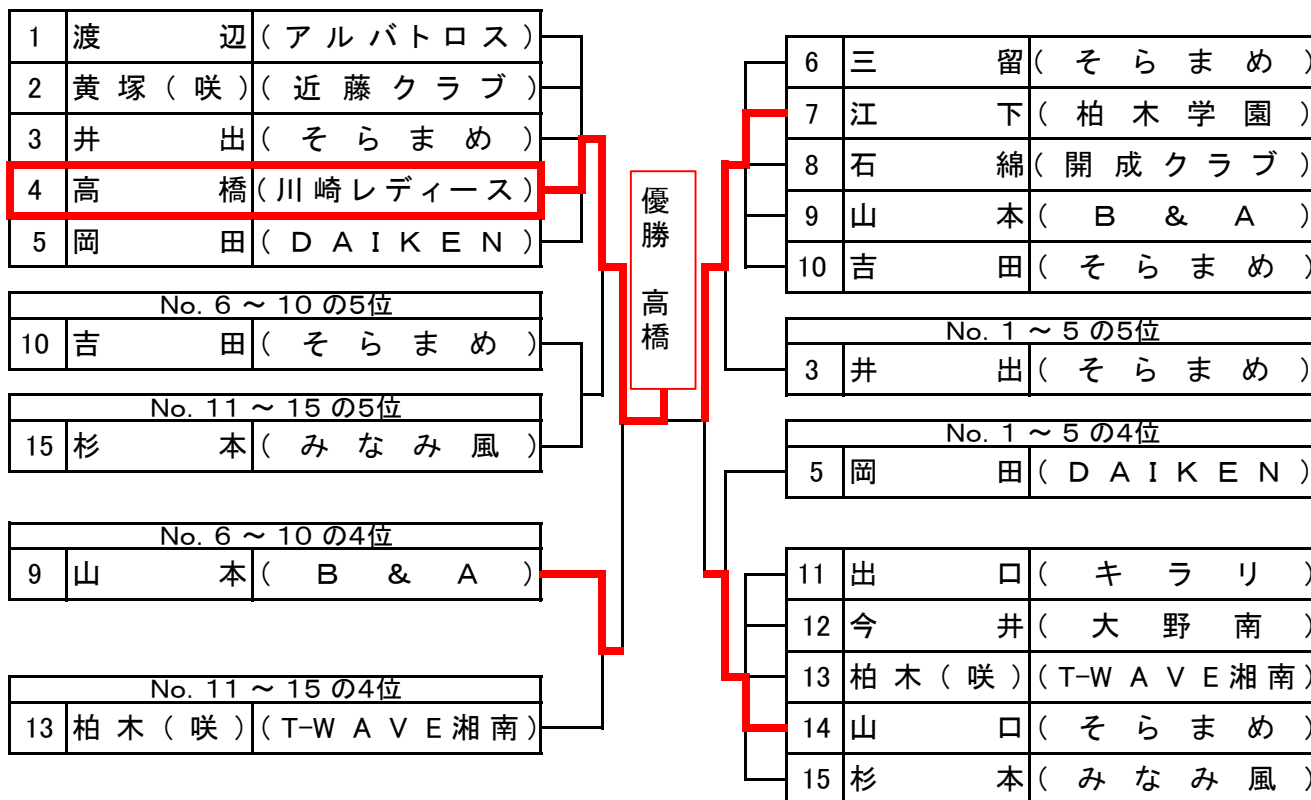 1 渡辺(アルバトロス)
2 黄塚(咲)(近藤クラブ)
3 井出(そらまめ)
4 高橋(川崎レディース)
5 岡田(DAIKEN)
No. 6 ～ 10 の5位
10 吉田(そらまめ)
No. 11 ～ 15 の5位
15 杉本(みなみ風)
No. 6 ～ 10 の4位
9 山本(B & A)
No. 11 ～ 15 の4位
13 柏木(咲)(T-WAVE湘南)
優勝 高橋
6 三留(そらまめ)
7 江下(柏木学園)
8 石綿(開成クラブ)
9 山本(B & A)
10 吉田(そらまめ)
No. 1 ～ 5 の5位
3 井出(そらまめ)
No. 1 ～ 5 の4位
5 岡田(DAIKEN)
11 出口(キラリ)
12 今井(大野南)
13 柏木(咲)(T-WAVE湘南)
14 山口(そらまめ)
15 杉本(みなみ風)